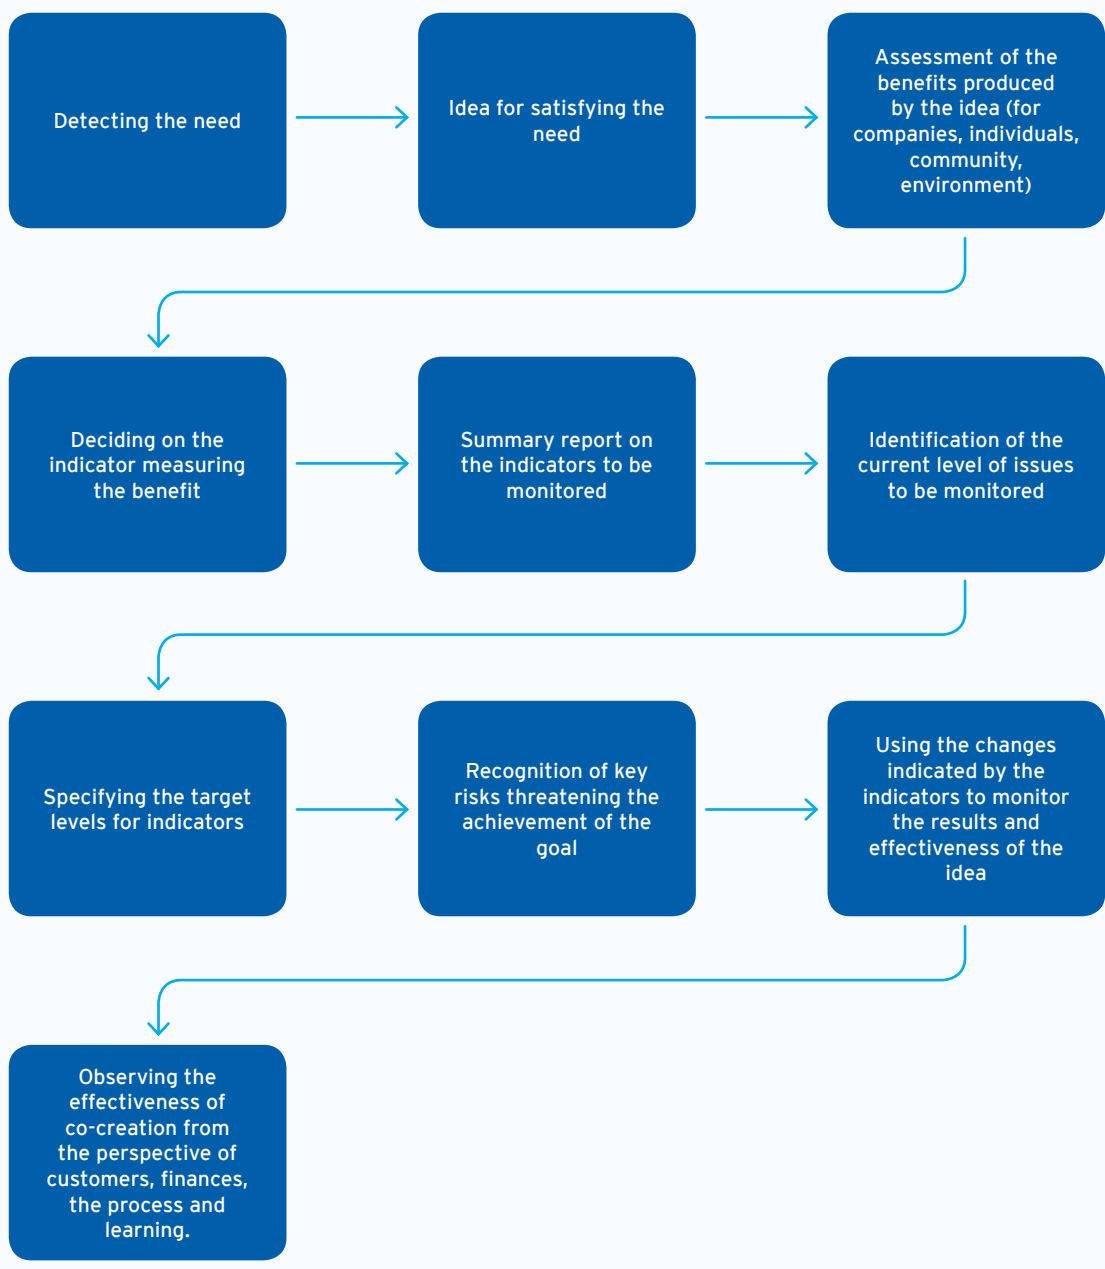 Detecting the need
Idea for satisfying the
need
Assessment of the
benefits produced
by the idea (for
companies, individuals,
community,
environment)
Deciding on the
indicator measuring
the benefit
Summary report on
the indicators to be
monitored
Identification of the
current level of issues
to be monitored
Specifying the target
levels for indicators
Recognition of key
risks threatening the
achievement of the
goal
Using the changes
indicated by the
indicators to monitor
the results and
effectiveness of the
idea
Observing the
effectiveness of
co-creation from
the perspective of
customers, finances,
the process and
learning.